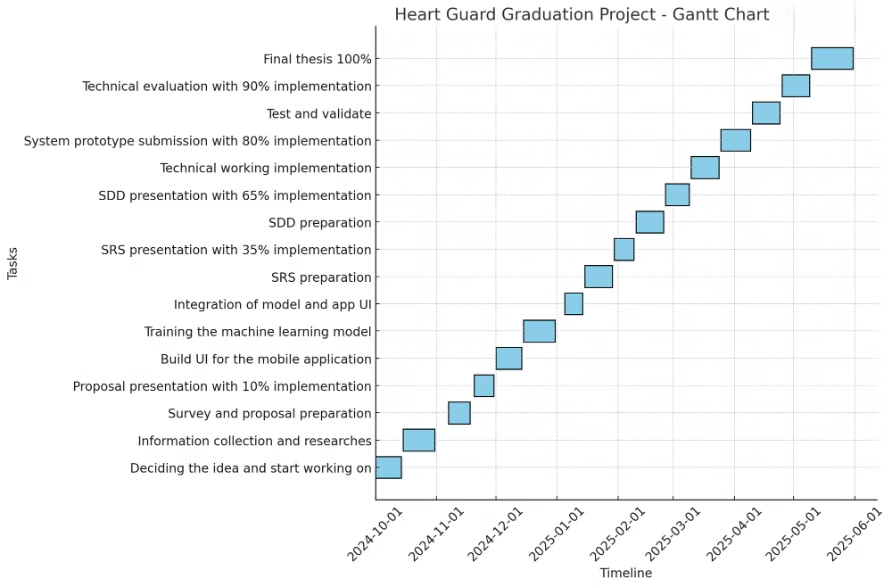 Heart Guard Graduation Project - Gantt Chart
Final thesis 100%
Technical evaluation with 90% implementation
Test and validate
System prototype submission with 80% implementation
Technical working implementation
SDD presentation with 65% implementation
SDD preparation
SRS presentation with 35% implementation
SRS preparation
Integration of model and app UI
Training the machine learning model
Build UI for the mobile application
Proposal presentation with 10% implementation
Survey and proposal preparation
Information collection and researches
Deciding the idea and start working on
Tasks
2024-10-01
2024-11-01
2024-12-01
2025-01-01
2025-02-01
2025-03-01
2025-04-01
2025-05-01
2025-06-01
Timeline